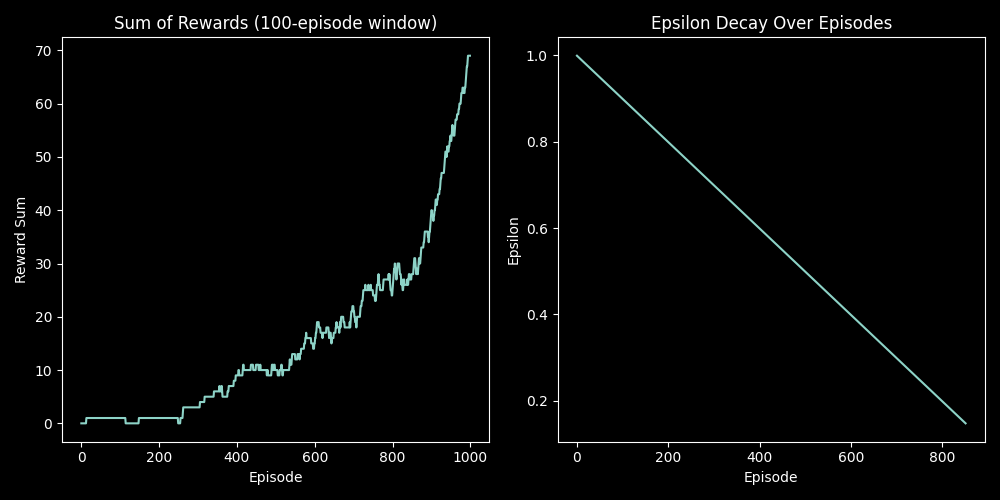 Sum of Rewards (100-episode window)
70
60
50
40
30
20
10
0
Reward Sum
0 200 400 600 800 1000
Episode
Epsilon Decay Over Episodes
1.0
0.8
0.6
0.4
0.2
Epsilon
0 200 400 600 800
Episode